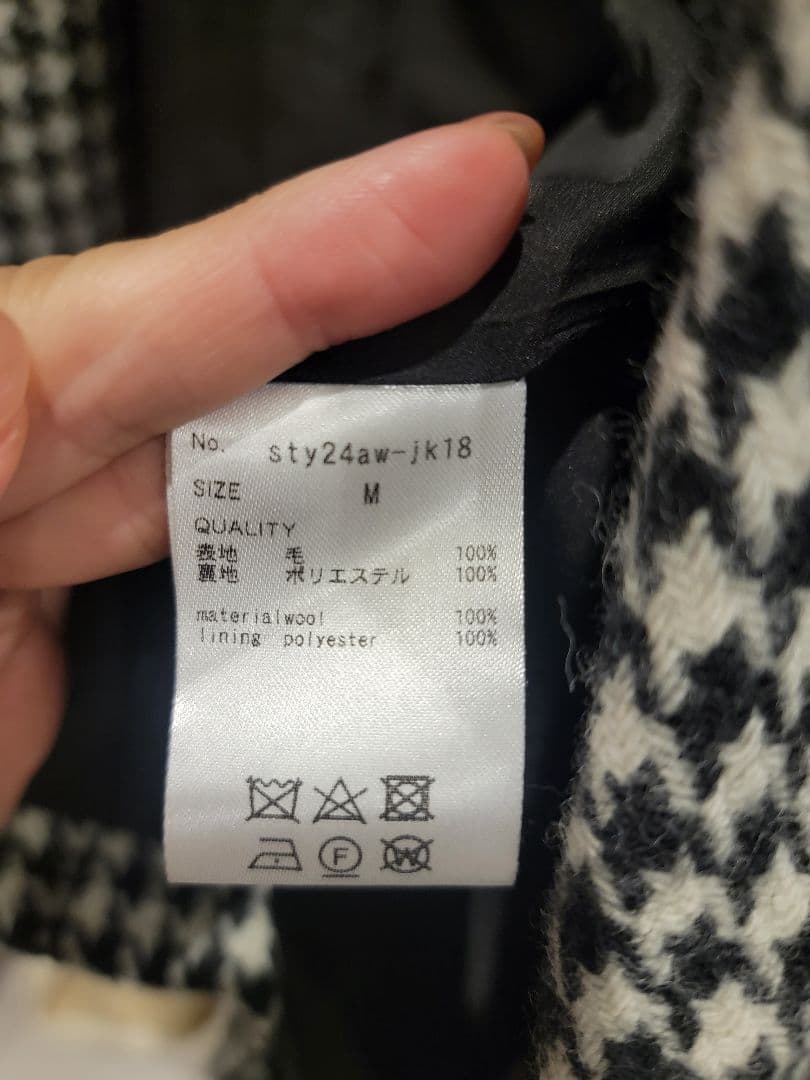 No. sty24aw-jk18
SIZE M
QUALITY
表地 毛 100%
裏地 ポリエステル 100%
materialwool 100%
lining polyester 100%
F W